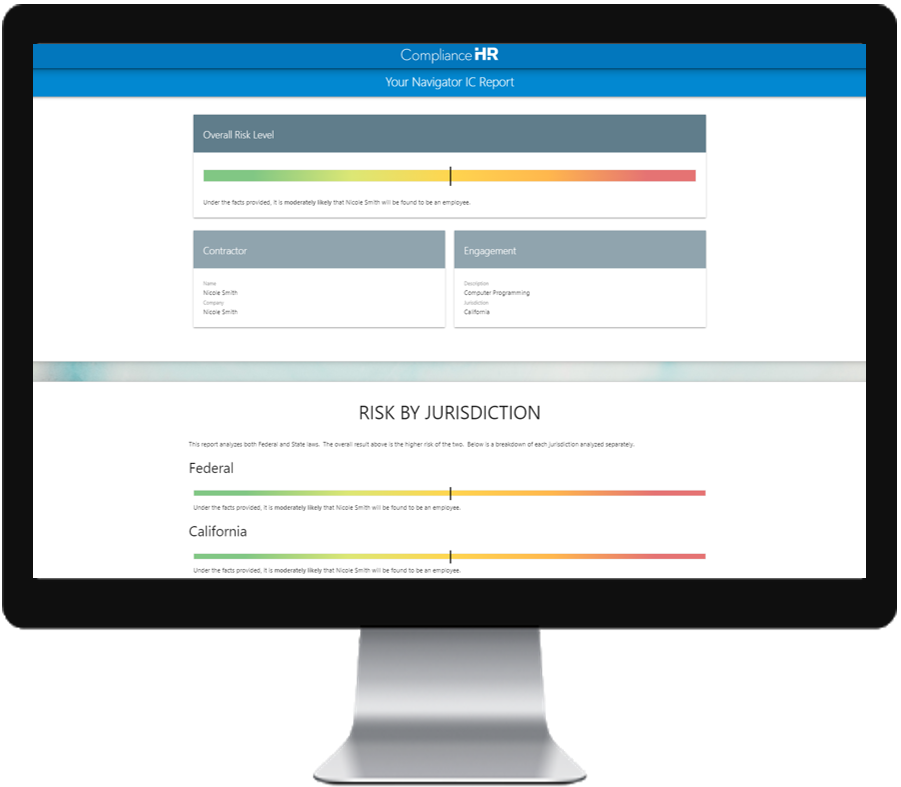 ComplianceHR
Your Navigator IC Report
Overall Risk Level
Under the facts provided, it is moderately likely that Nicole Smith will be found to be an employee.
Contractor
Name
Nicole Smith
Company
Nicole Smith
Engagement
Description
Computer Programming
Jurisdiction
California
RISK BY JURISDICTION
This report analyzes both Federal and State laws. The overall result above is the higher risk of the two. Below is a breakdown of each jurisdiction analyzed separately.
Federal
Under the facts provided, it is moderately likely that Nicole Smith will be found to be an employee.
California
Under the facts provided, it is moderately likely that Nicole Smith will be found to be an employee.